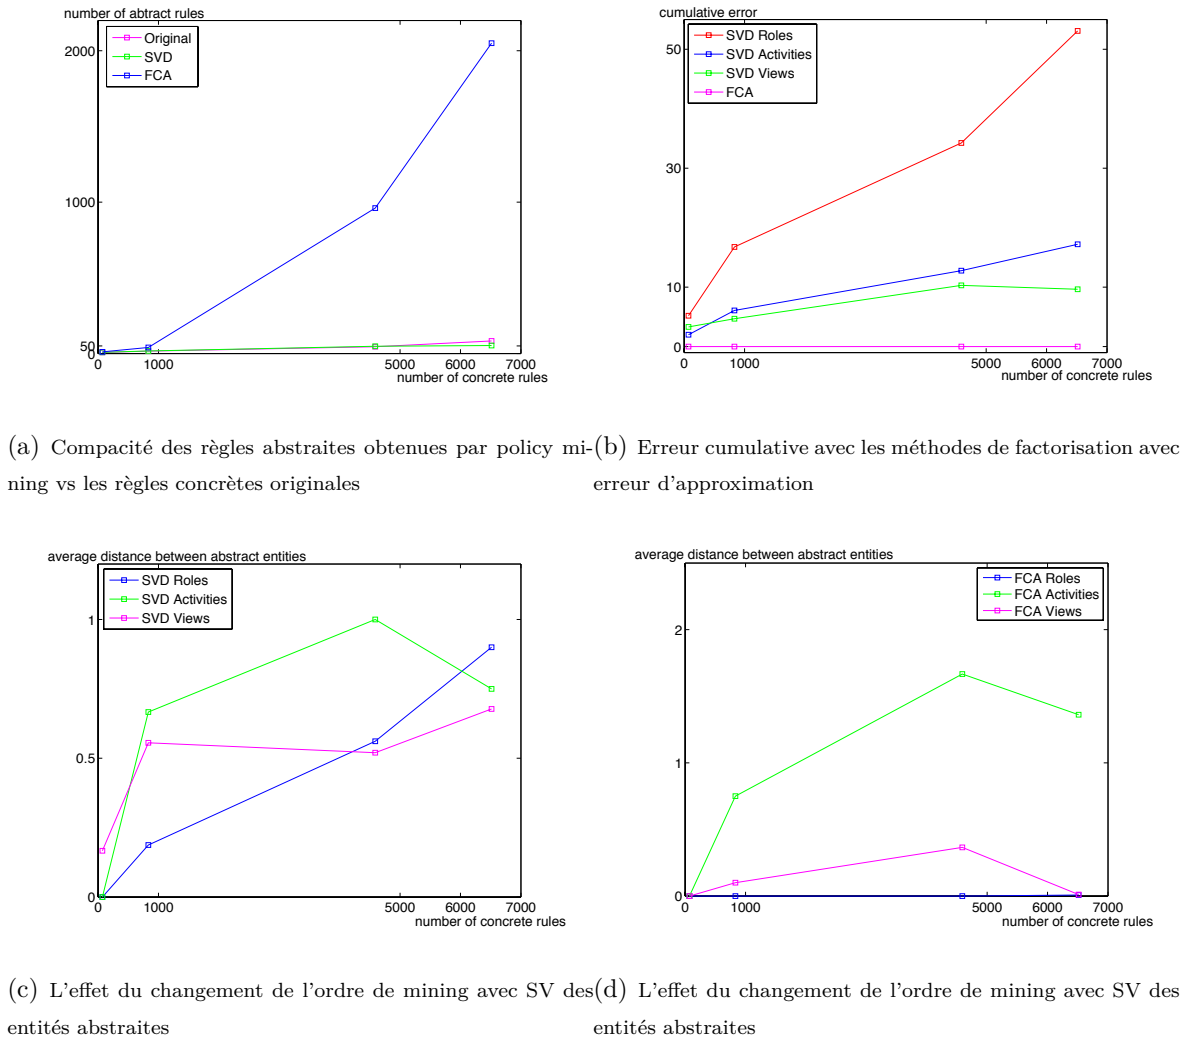 number of abtract rules
Original
SVD
FCA
2000
1000
50
0
0
1000
5000
6000
7000
number of concrete rules
cumulative error
SVD Roles
SVD Activities
SVD Views
FCA
50
30
10
0
0
1000
5000
6000
7000
number of concrete rules
(a) Compacité des règles abstraites obtenues par policy mi-
ning vs les règles concrètes originales
(b) Erreur cumulative avec les méthodes de factorisation avec
erreur d'approximation
average distance between abstract entities
SVD Roles
SVD Activities
SVD Views
1
0.5
0
0
1000
5000
6000
7000
number of concrete rules
average distance between abstract entities
FCA Roles
FCA Activities
FCA Views
2
1
0
0
1000
5000
6000
7000
number of concrete rules
(c) L'effet du changement de l'ordre de mining avec SV des
entités abstraites
(d) L'effet du changement de l'ordre de mining avec SV des
entités abstraites